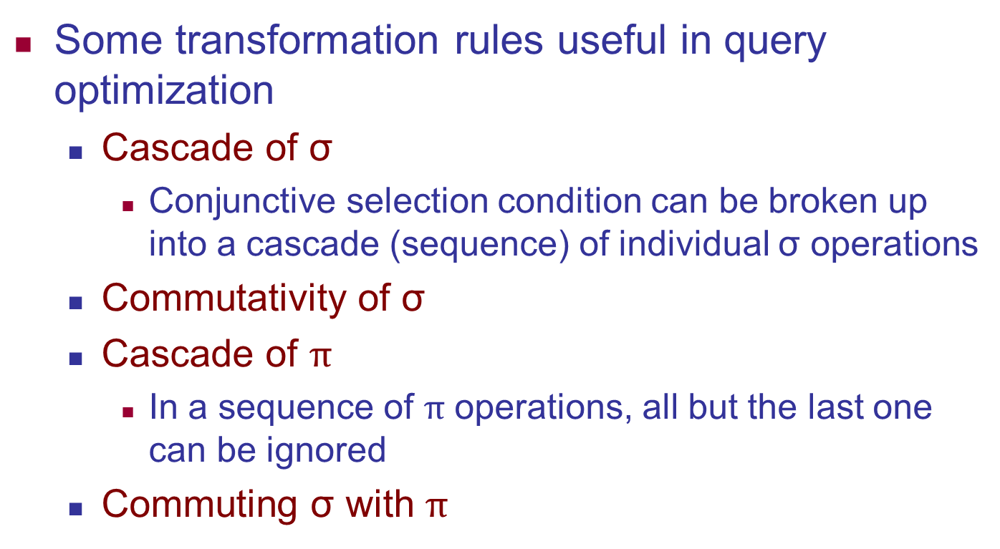 Some transformation rules useful in query
optimization
Cascade of σ
Conjunctive selection condition can be broken up
into a cascade (sequence) of individual σ operations
Commutativity of σ
Cascade of π
In a sequence of π operations, all but the last one
can be ignored
Commuting σ with π